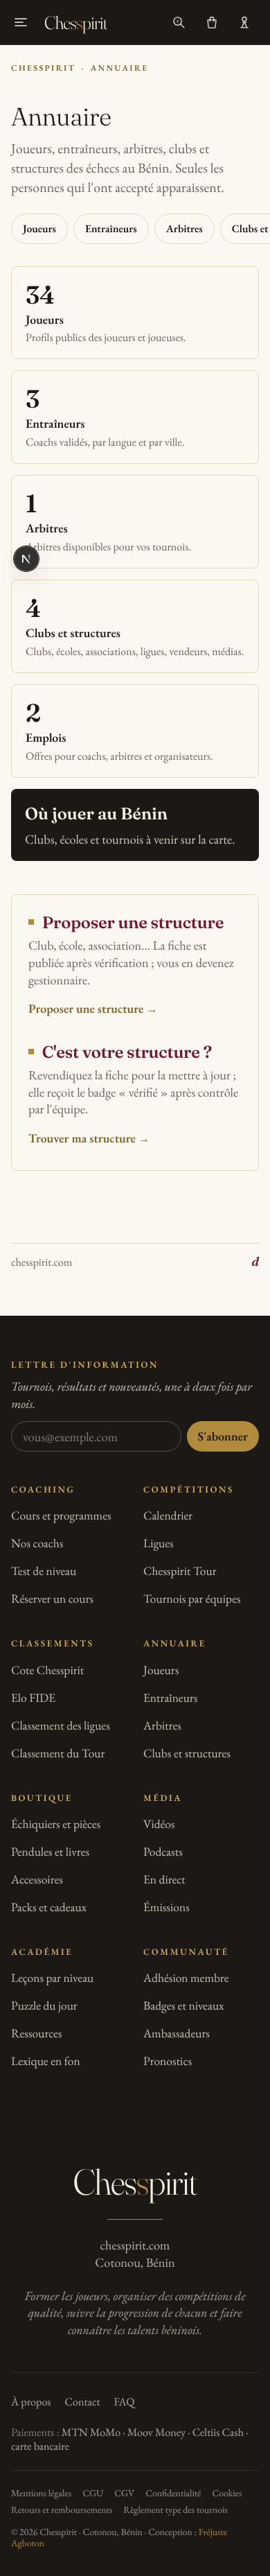 Chesspirit
CHESSPIRIT · ANNUAIRE
Annuaire
Joueurs, entraîneurs, arbitres, clubs et
structures des échecs au Bénin. Seules les
personnes qui l'ont accepté apparaissent.
Joueurs Entraîneurs Arbitres Clubs et
34
Joueurs
Profils publics des joueurs et joueuses.
3
Entraîneurs
Coachs validés, par langue et par ville.
1
Arbitres
Arbitres disponibles pour vos tournois.
N
4
Clubs et structures
Clubs, écoles, associations, ligues, vendeurs, médias.
2
Emplois
Offres pour coachs, arbitres et organisateurs.
Où jouer au Bénin
Clubs, écoles et tournois à venir sur la carte.
Proposer une structure
Club, école, association… La fiche est
publiée après vérification ; vous en devenez
gestionnaire.
Proposer une structure →
C'est votre structure ?
Revendiquez la fiche pour la mettre à jour ;
elle reçoit le badge « vérifié » après contrôle
par l'équipe.
Trouver ma structure →
chesspirit.com d
LETTRE D'INFORMATION
Tournois, résultats et nouveautés, une à deux fois par
mois.
vous@exemple.com S'abonner
COACHING
Cours et programmes
Nos coachs
Test de niveau
Réserver un cours
COMPÉTITIONS
Calendrier
Ligues
Chesspirit Tour
Tournois par équipes
CLASSEMENTS
Cote Chesspirit
Elo FIDE
Classement des ligues
Classement du Tour
ANNUAIRE
Joueurs
Entraîneurs
Arbitres
Clubs et structures
BOUTIQUE
Échiquiers et pièces
Pendules et livres
Accessoires
Packs et cadeaux
MÉDIA
Vidéos
Podcasts
En direct
Émissions
ACADÉMIE
Leçons par niveau
Puzzle du jour
Ressources
Lexique en fon
COMMUNAUTÉ
Adhésion membre
Badges et niveaux
Ambassadeurs
Pronostics
Chesspirit
chesspirit.com
Cotonou, Bénin
Former les joueurs, organiser des compétitions de
qualité, suivre la progression de chacun et faire
connaître les talents béninois.
À propos Contact FAQ
Paiements : MTN MoMo · Moov Money · Celtiis Cash ·
carte bancaire
Mentions légales CGU CGV Confidentialité Cookies
Retours et remboursements Règlement type des tournois
© 2026 Chesspirit · Cotonou, Bénin · Conception : Fréjuste
Agboton